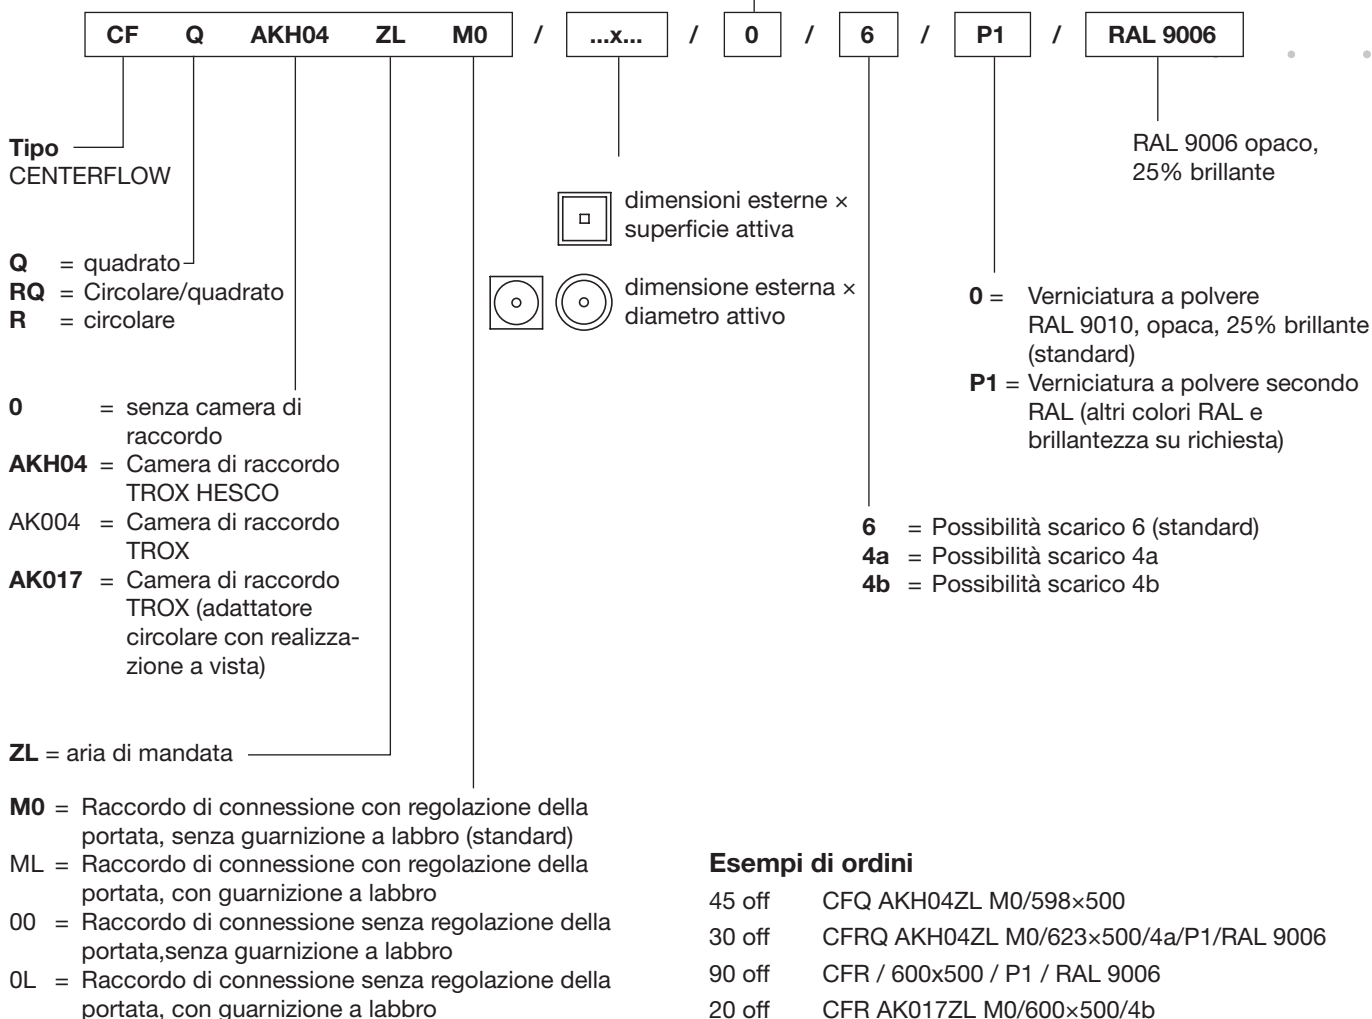 CF Q AKH04 ZL M0 / ...x... / 0 / 6 / P1 / RAL 9006
Tipo
CENTERFLOW
Q = quadrato
RQ = Circolare/quadrato
R = circolare
0 = senza camera di
raccordo
AKH04 = Camera di raccordo
TROX HESCO
AK004 = Camera di raccordo
TROX
AK017 = Camera di raccordo
TROX (adattatore
circolare con realizza-
zione a vista)
ZL = aria di mandata
M0 = Raccordo di connessione con regolazione della
portata, senza guarnizione a labbro (standard)
ML = Raccordo di connessione con regolazione della
portata, con guarnizione a labbro
00 = Raccordo di connessione senza regolazione della
portata,senza guarnizione a labbro
0L = Raccordo di connessione senza regolazione della
portata, con guarnizione a labbro
dimensioni esterne ×
superficie attiva
dimensione esterna ×
diametro attivo
RAL 9006 opaco,
25% brillante
0 = Verniciatura a polvere
RAL 9010, opaca, 25% brillante
(standard)
P1 = Verniciatura a polvere secondo
RAL (altri colori RAL e
brillantezza su richiesta)
6 = Possibilità scarico 6 (standard)
4a = Possibilità scarico 4a
4b = Possibilità scarico 4b
Esempi di ordini
45 off CFQ AKH04ZL M0/598×500
30 off CFRQ AKH04ZL M0/623×500/4a/P1/RAL 9006
90 off CFR / 600x500 / P1 / RAL 9006
20 off CFR AK017ZL M0/600×500/4b